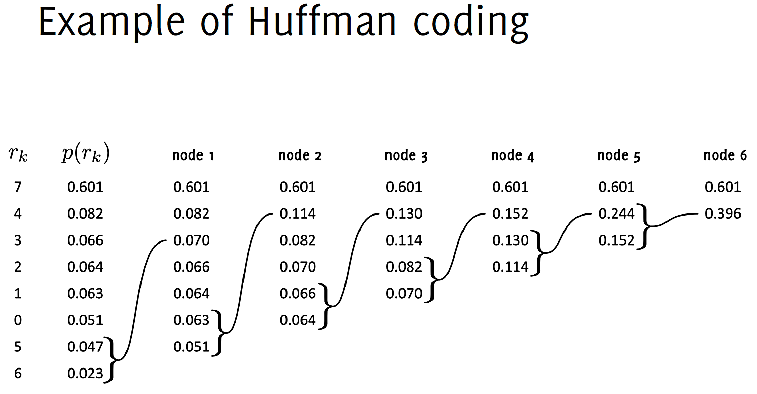 Example of Huffman coding
rₖ p(rₖ) node 1 node 2 node 3 node 4 node 5 node 6
7 0.601 0.601 0.601 0.601 0.601 0.601 0.601
4 0.082 0.082 0.114 0.130 0.152 0.244 0.396
3 0.066 0.070 0.082 0.114 0.130 0.152
2 0.064 0.066 0.070 0.082 0.114
1 0.063 0.064 0.066 0.070
0 0.051 0.063 0.064
5 0.047 0.051
6 0.023